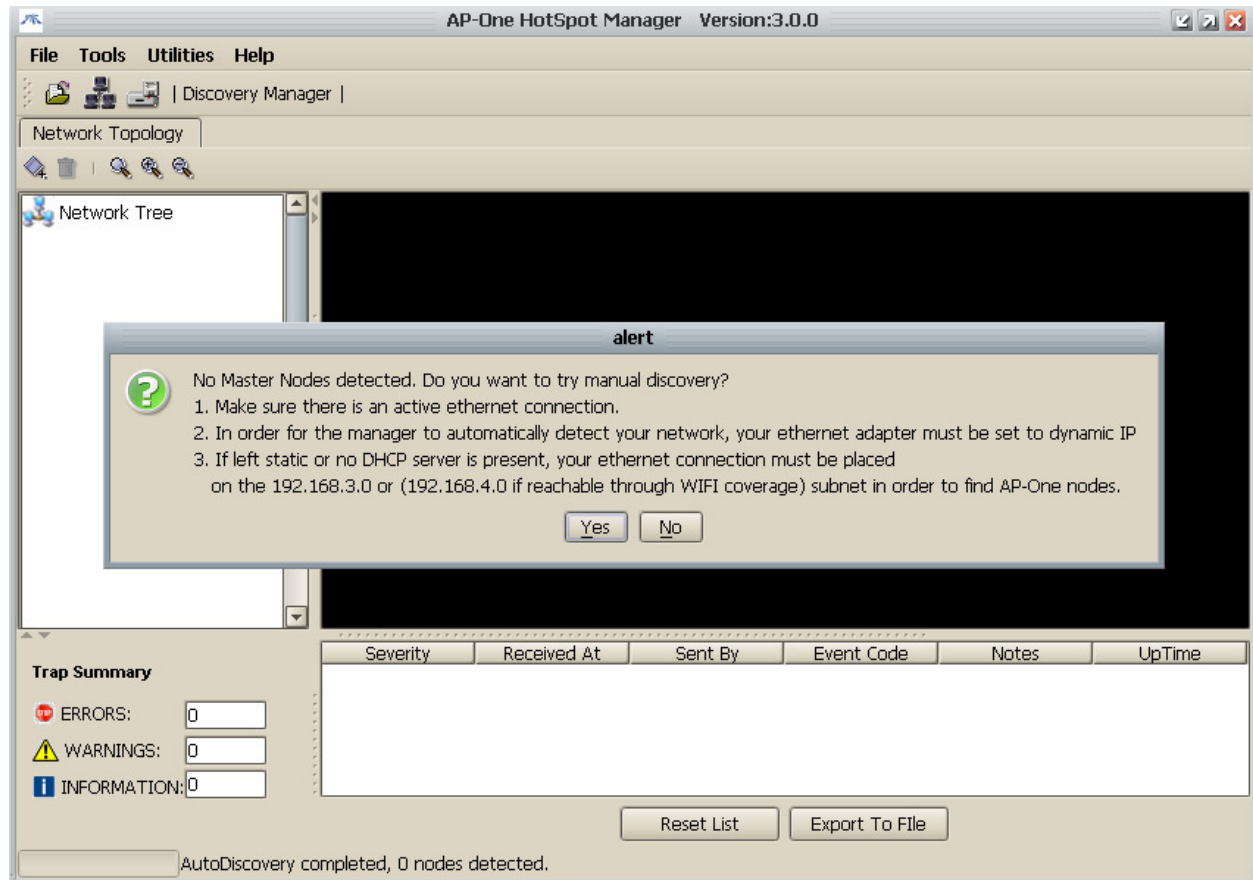 AP-One HotSpot Manager Version:3.0.0
File Tools Utilities Help
| Discovery Manager |
Network Topology
Network Tree
alert
No Master Nodes detected. Do you want to try manual discovery?
1. Make sure there is an active ethernet connection.
2. In order for the manager to automatically detect your network, your ethernet adapter must be set to dynamic IP
3. If left static or no DHCP server is present, your ethernet connection must be placed
on the 192.168.3.0 or (192.168.4.0 if reachable through WIFI coverage) subnet in order to find AP-One nodes.
Yes No
Severity Received At Sent By Event Code Notes UpTime
Trap Summary
ERRORS: 0
WARNINGS: 0
INFORMATION: 0
Reset List Export To FIle
AutoDiscovery completed, 0 nodes detected.